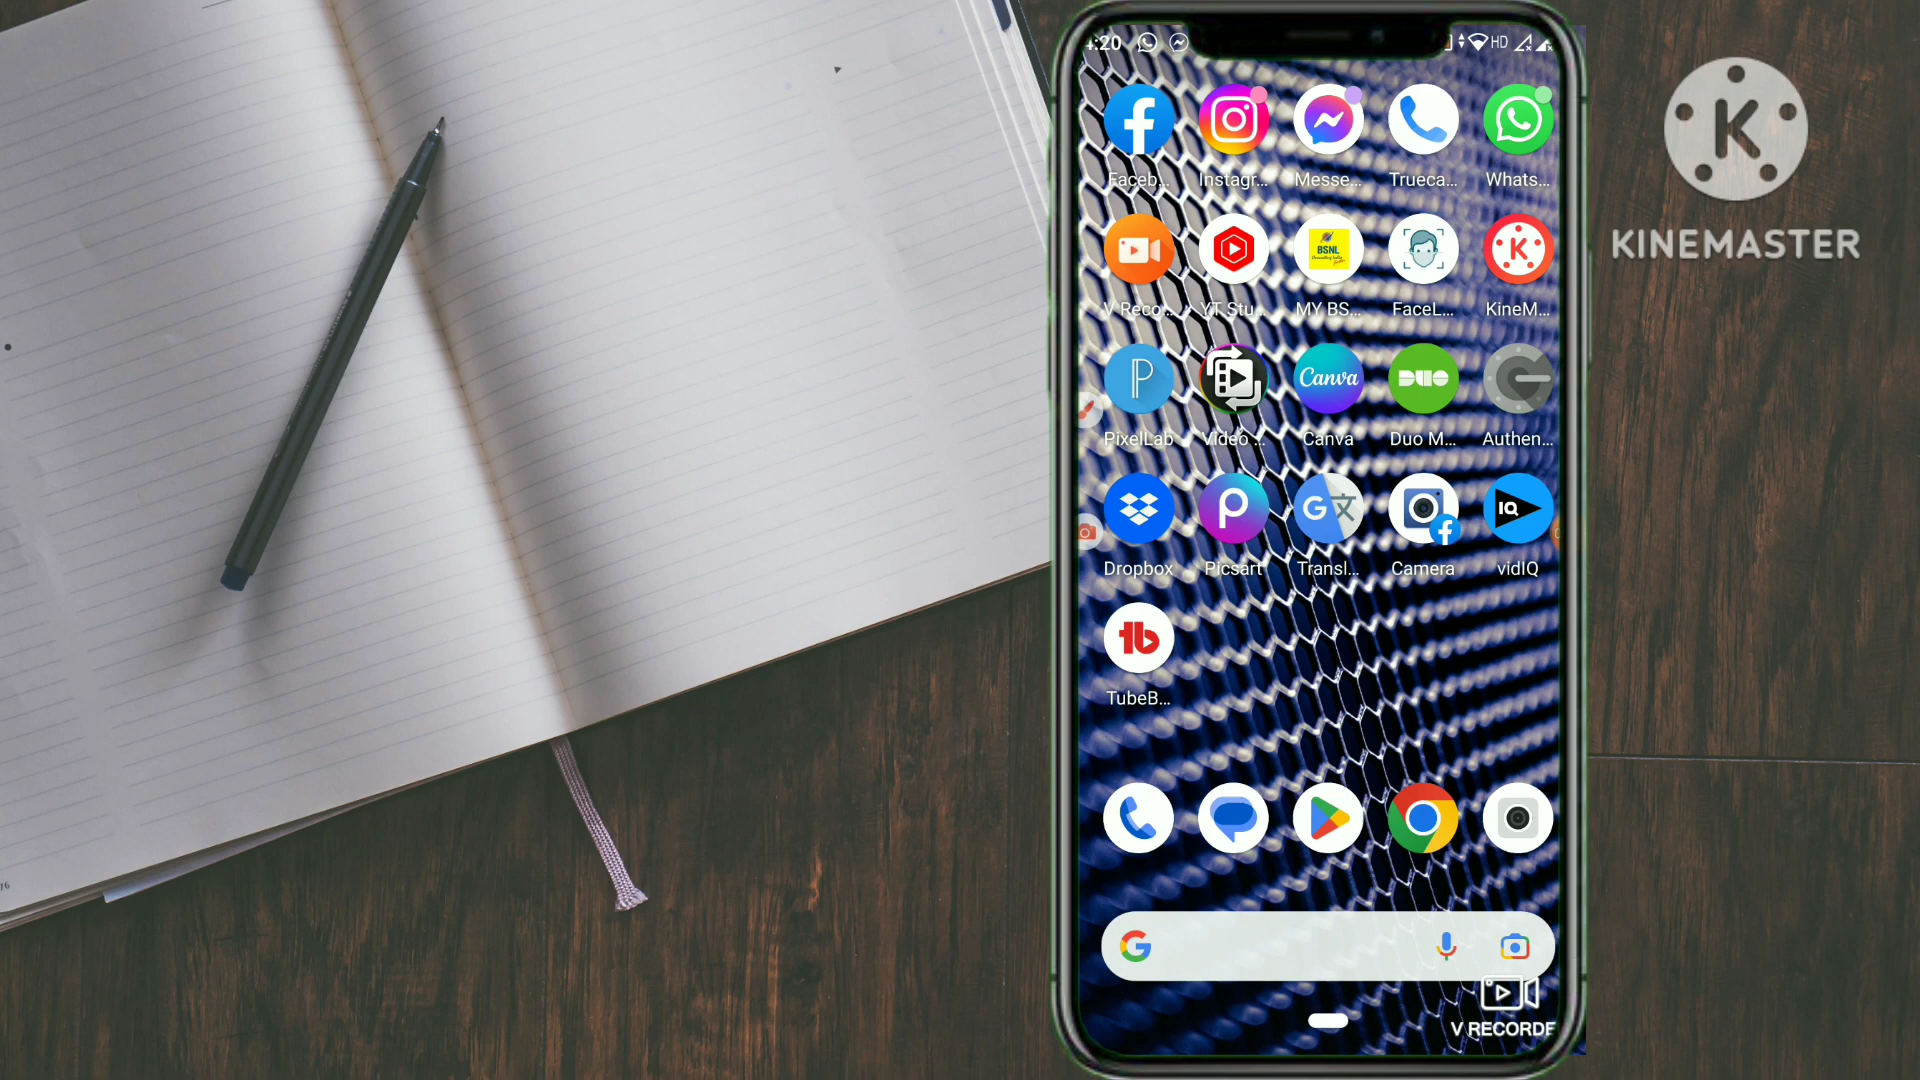 :20 HD
Faceb... Instagr... Messe... Trueca... Whats...
BSNL
V Reco... YT Stu... MY BS... FaceL... KineM...
Canva DUO
PixelLab Video ... Canva Duo M... Authen...
IQ
Dropbox Picsart Transl... Camera vidIQ
TubeB...
V RECORDE
K
KINEMASTER